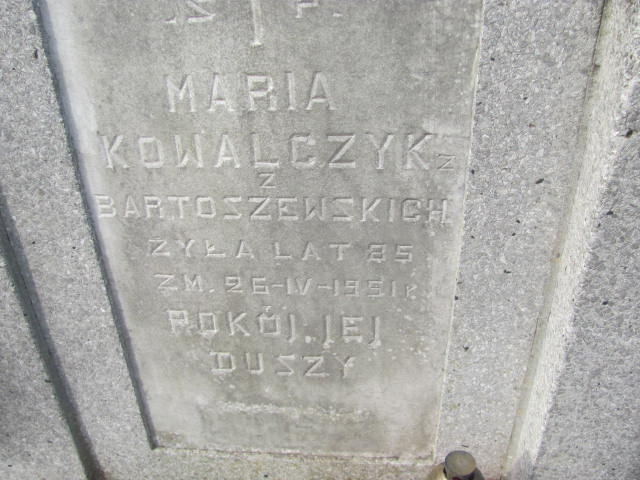 Ś † P.
MARIA
KOWALCZYK z
Z
BARTOSZEWSKICH
ŻYŁA LAT 85
ZM. 26-IV-1951 R.
POKÓJ JEJ
DUSZY